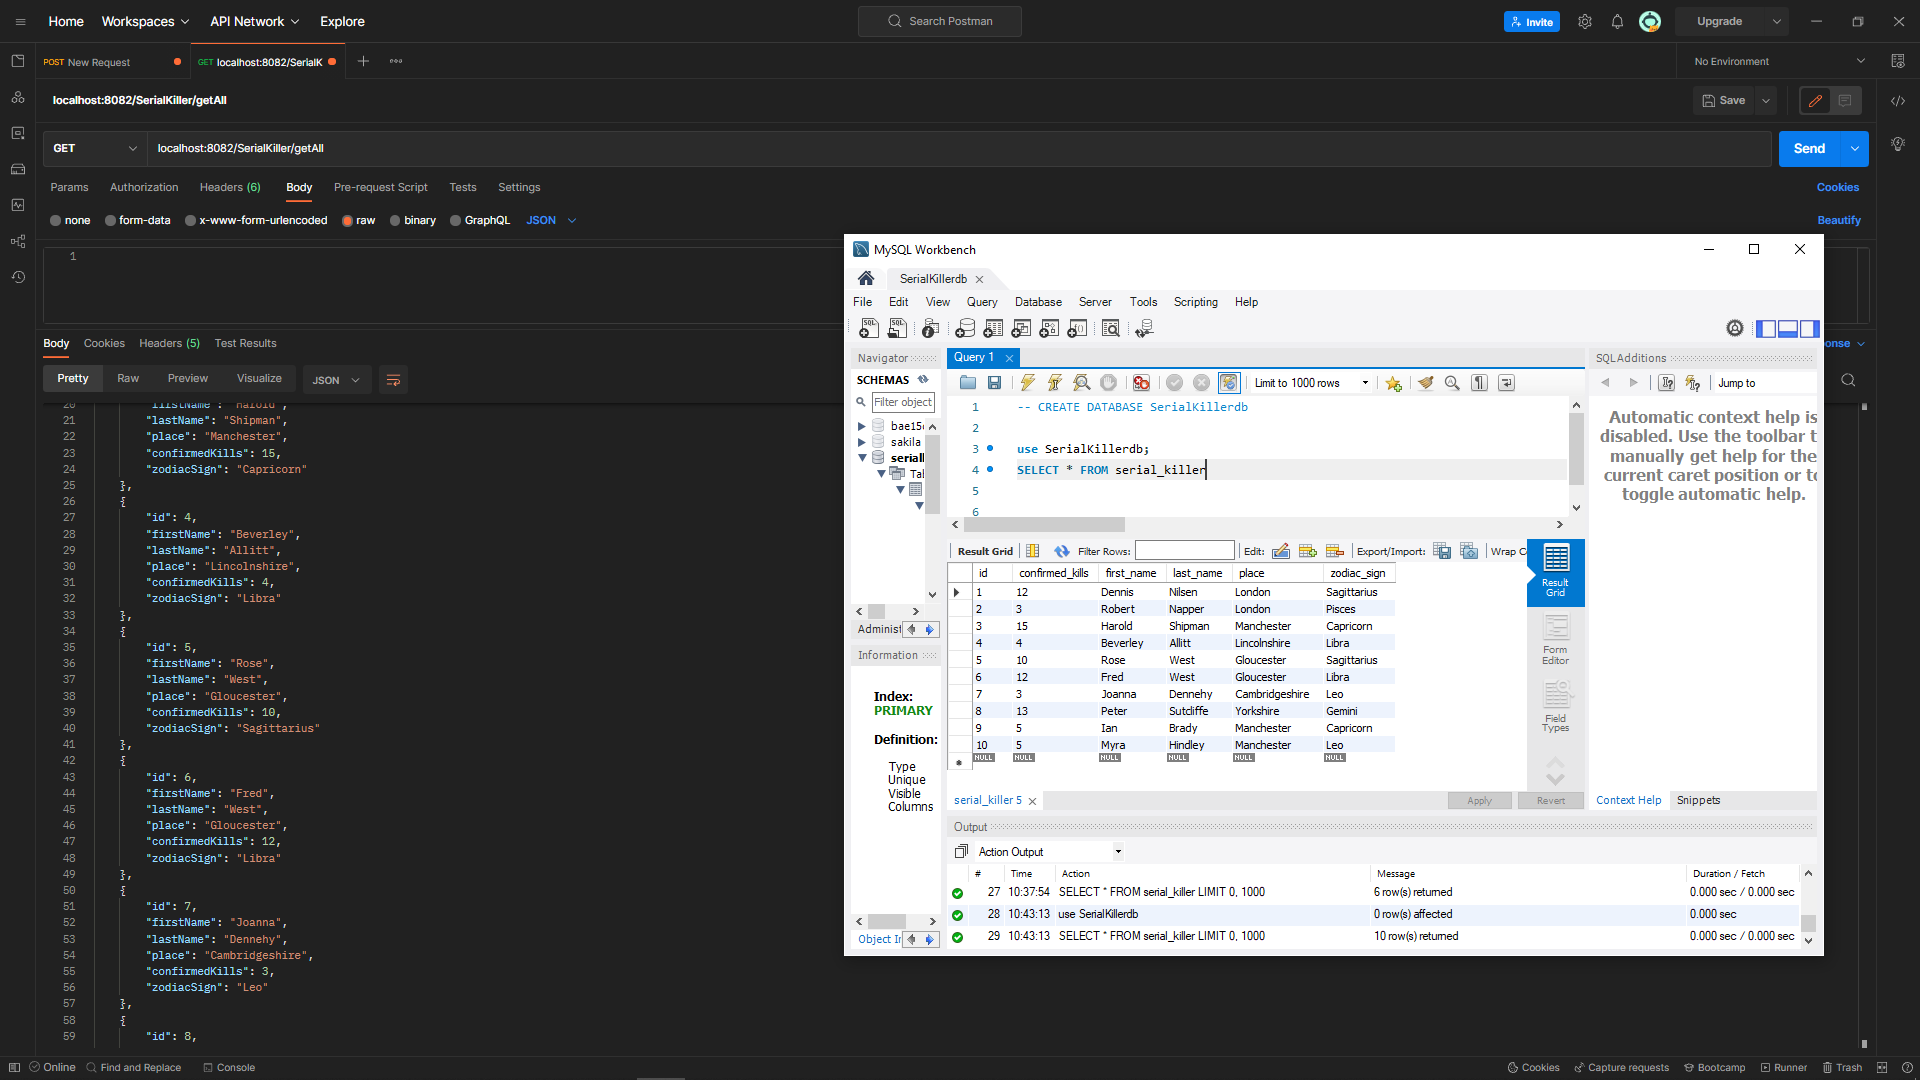 Home Workspaces API Network Explore Search Postman Invite Upgrade
POST New Request GET localhost:8082/SerialK No Environment
localhost:8082/SerialKiller/getAll Save
GET localhost:8082/SerialKiller/getAll Send
Params Authorization Headers (6) Body Pre-request Script Tests Settings Cookies
none form-data x-www-form-urlencoded raw binary GraphQL JSON Beautify
1
Body Cookies Headers (5) Test Results
Pretty Raw Preview Visualize JSON
20 "firstName": "Harold",
21 "lastName": "Shipman",
22 "place": "Manchester",
23 "confirmedKills": 15,
24 "zodiacSign": "Capricorn"
25 },
26 {
27 "id": 4,
28 "firstName": "Beverley",
29 "lastName": "Allitt",
30 "place": "Lincolnshire",
31 "confirmedKills": 4,
32 "zodiacSign": "Libra"
33 },
34 {
35 "id": 5,
36 "firstName": "Rose",
37 "lastName": "West",
38 "place": "Gloucester",
39 "confirmedKills": 10,
40 "zodiacSign": "Sagittarius"
41 },
42 {
43 "id": 6,
44 "firstName": "Fred",
45 "lastName": "West",
46 "place": "Gloucester",
47 "confirmedKills": 12,
48 "zodiacSign": "Libra"
49 },
50 {
51 "id": 7,
52 "firstName": "Joanna",
53 "lastName": "Dennehy",
54 "place": "Cambridgeshire",
55 "confirmedKills": 3,
56 "zodiacSign": "Leo"
57 },
58 {
59 "id": 8,
MySQL Workbench
SerialKillerdb
File Edit View Query Database Server Tools Scripting Help
onse
Navigator
SCHEMAS
Filter object
bae15
sakila
serial
Tal
Administ
Information
Index:
PRIMARY
Definition:
Type
Unique
Visible
Columns
Object In
Query 1
Limit to 1000 rows
1 -- CREATE DATABASE SerialKillerdb
2
3 use SerialKillerdb;
4 SELECT * FROM serial_killer
5
6
Result Grid Filter Rows: Edit: Export/Import: Wrap C
id confirmed_kills first_name last_name place zodiac_sign
1 12 Dennis Nilsen London Sagittarius
2 3 Robert Napper London Pisces
3 15 Harold Shipman Manchester Capricorn
4 4 Beverley Allitt Lincolnshire Libra
5 10 Rose West Gloucester Sagittarius
6 12 Fred West Gloucester Libra
7 3 Joanna Dennehy Cambridgeshire Leo
8 13 Peter Sutcliffe Yorkshire Gemini
9 5 Ian Brady Manchester Capricorn
10 5 Myra Hindley Manchester Leo
NULL NULL NULL NULL NULL NULL
Result
Grid
Form
Editor
Field
Types
serial_killer 5 Apply Revert
SQLAdditions
Jump to
Automatic context help is
disabled. Use the toolbar t
manually get help for the
current caret position or to
toggle automatic help.
Context Help Snippets
Output
Action Output
# Time Action Message Duration / Fetch
27 10:37:54 SELECT * FROM serial_killer LIMIT 0, 1000 6 row(s) returned 0.000 sec / 0.000 sec
28 10:43:13 use SerialKillerdb 0 row(s) affected 0.000 sec
29 10:43:13 SELECT * FROM serial_killer LIMIT 0, 1000 10 row(s) returned 0.000 sec / 0.000 sec
Online Find and Replace Console Cookies Capture requests Bootcamp Runner Trash